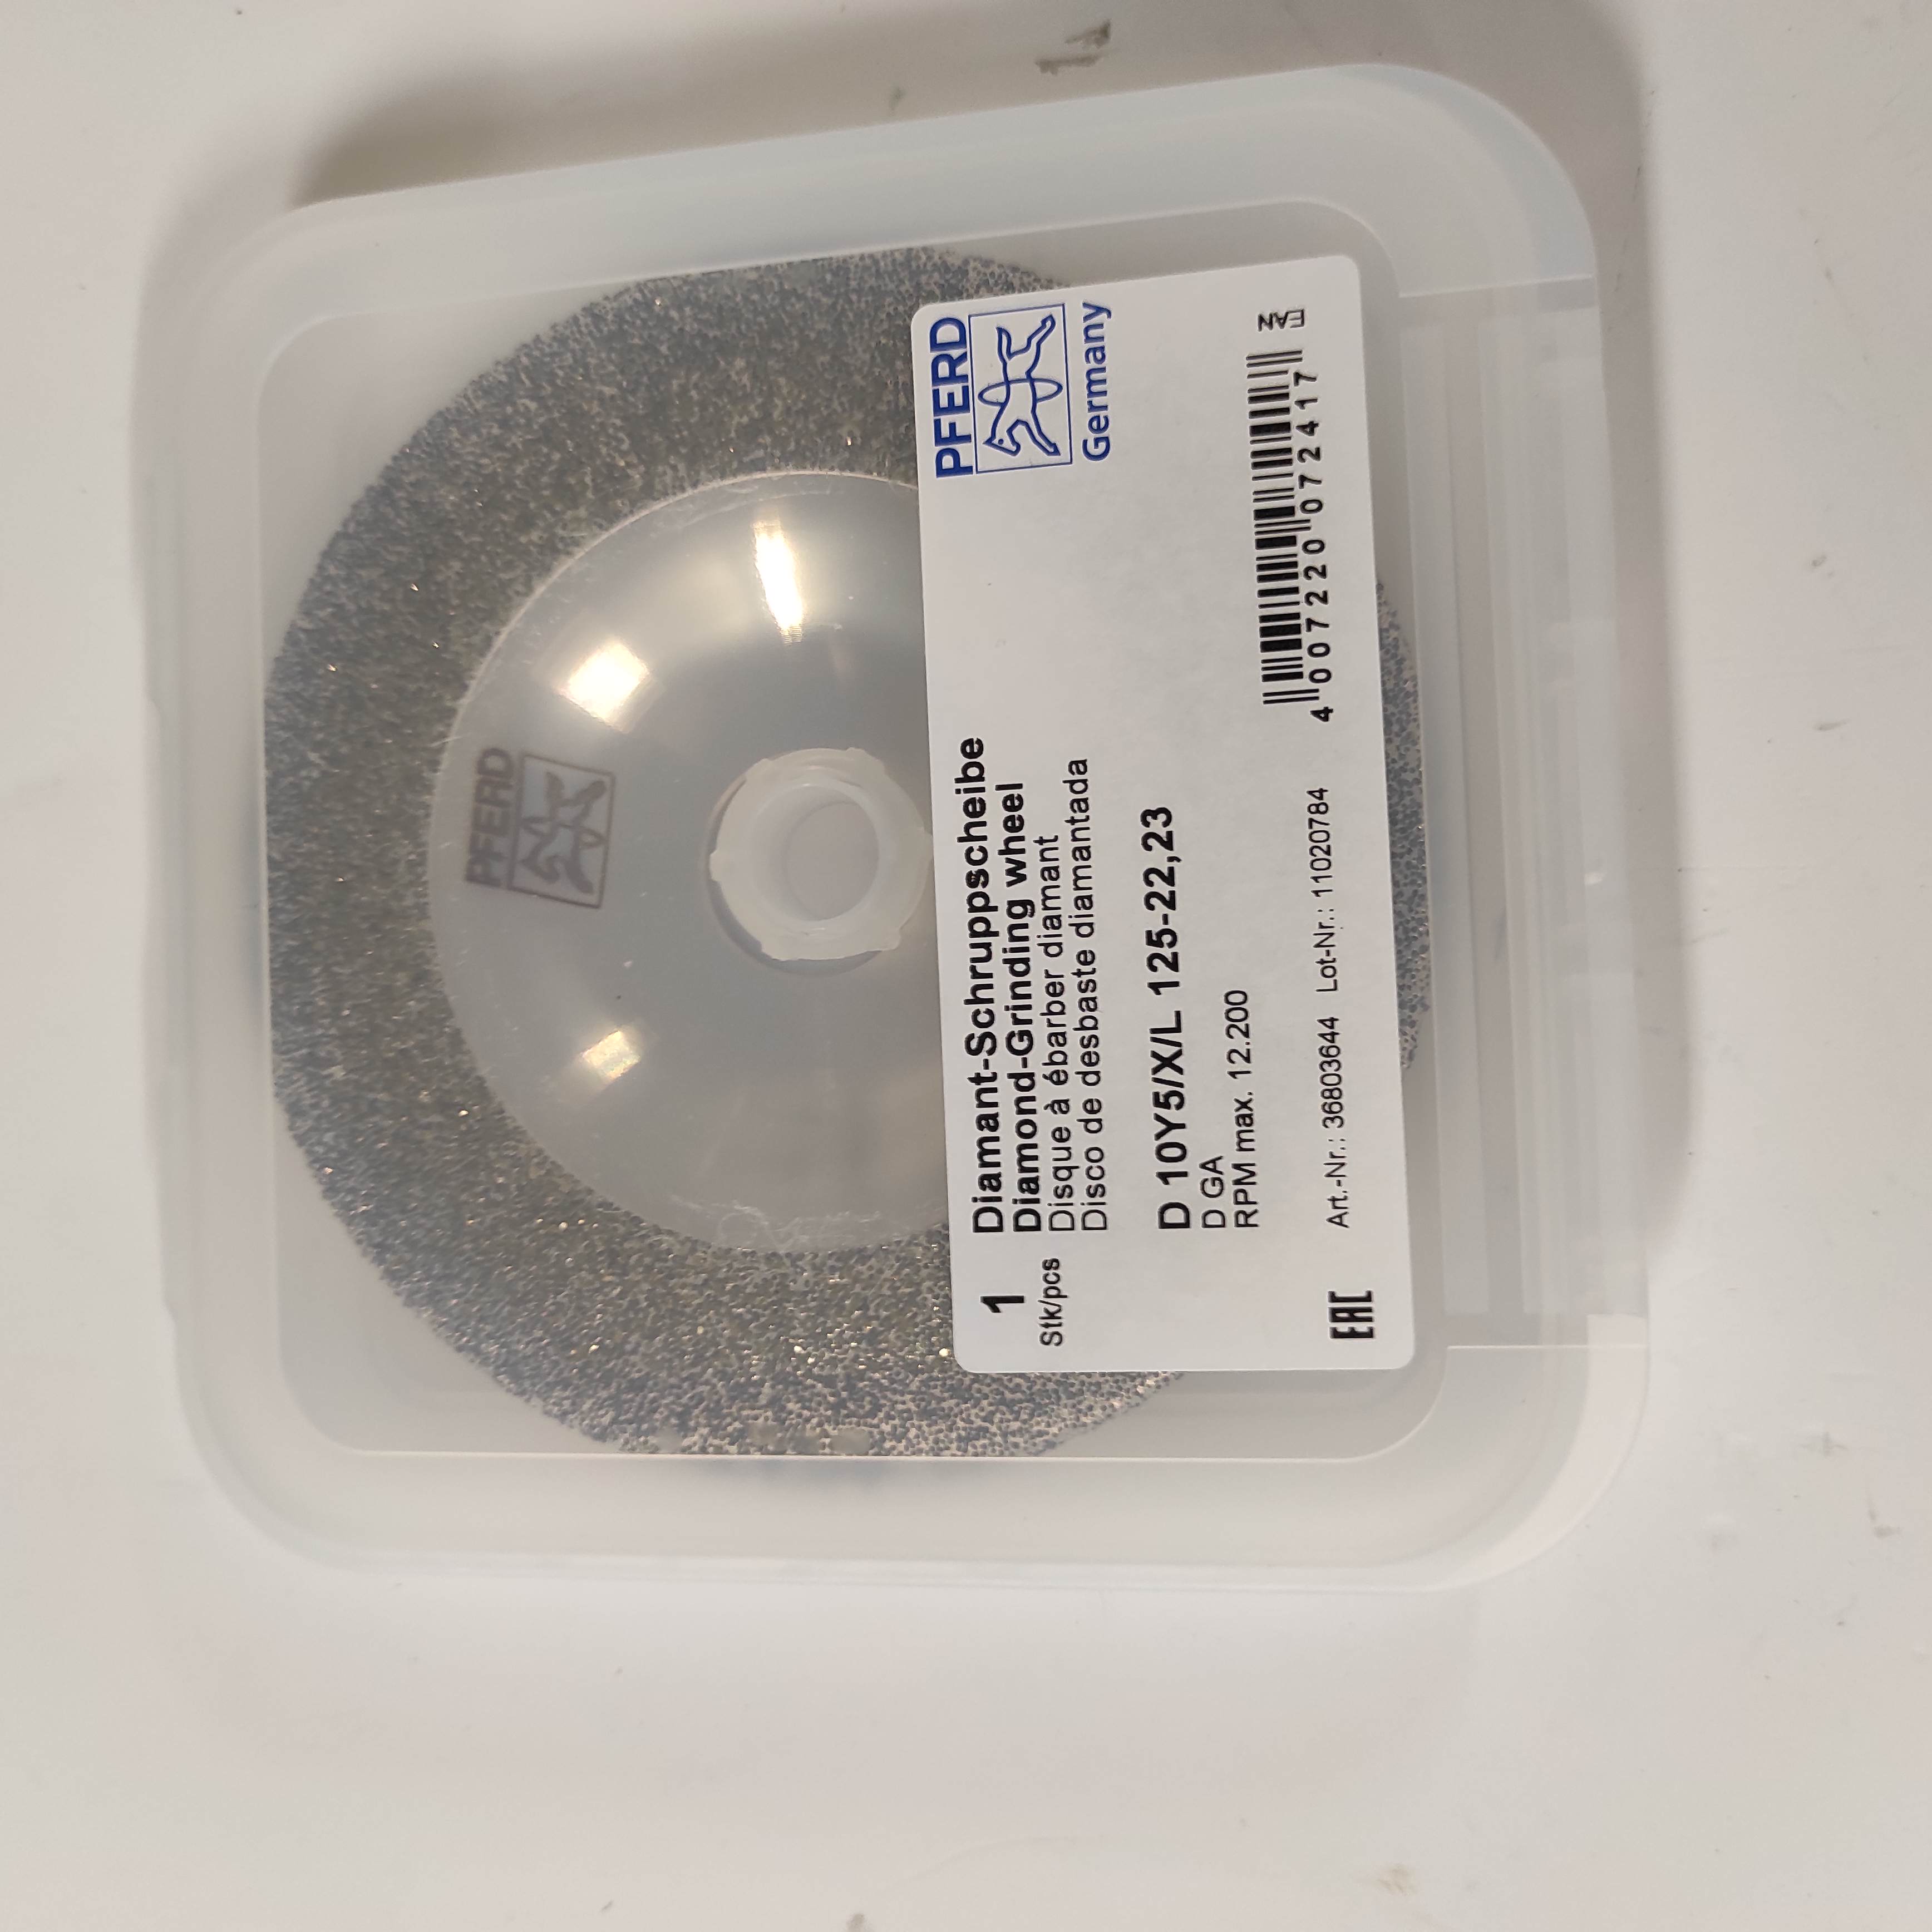 PFERD
PFERD
Germany
1
Stk/pcs
Diamant-Schruppscheibe
Diamond-Grinding wheel
Disque à ébarber diamant
Disco de desbaste diamantada
D 10Y5/X/L 125-22,23
D GA
RPM max. 12.200
EAN
4 007220 072417
EAC
Art.-Nr.: 36803644 Lot-Nr.: 11020784